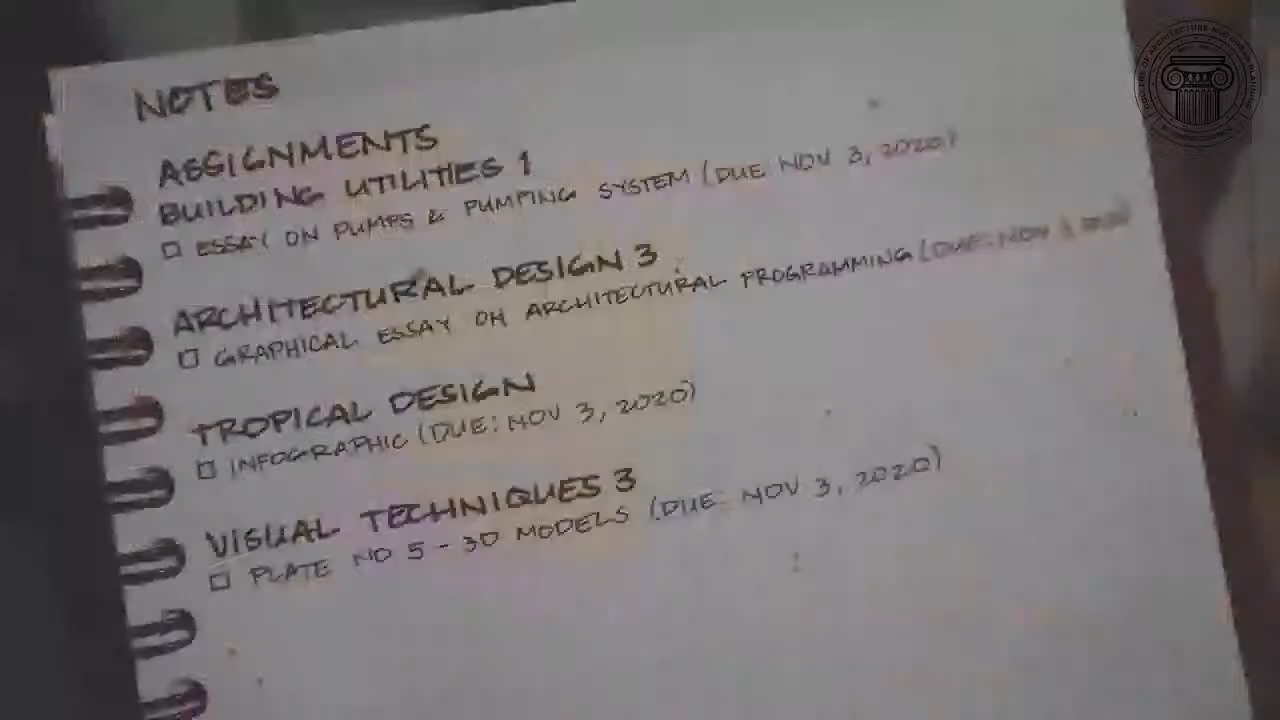 NOTES
ASSIGNMENTS
BUILDING UTILITIES 1
ESSAY ON PUMPS & PUMPING SYSTEM (DUE NOV 3, 2020)
ARCHITECTURAL DESIGN 3
GRAPHICAL ESSAY ON ARCHITECTURAL PROGRAMMING (DUE: NOV
TROPICAL DESIGN
INFOGRAPHIC (DUE: NOV 3, 2020)
VISUAL TECHNIQUES 3
PLATE NO 5 - 3D MODELS (DUE: NOV 3, 2020)